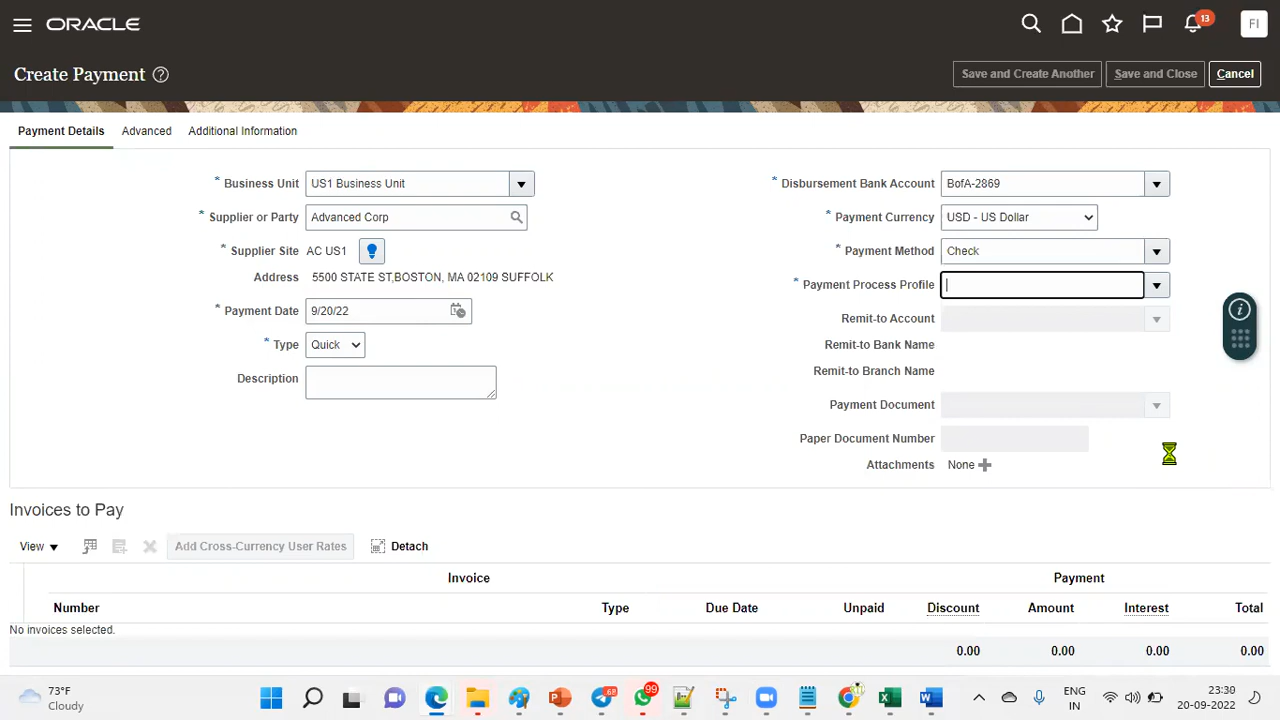 ORACLE
13
FI
Create Payment
Save and Create Another
Save and Close
Cancel
Payment Details
Advanced
Additional Information
* Business Unit US1 Business Unit
* Supplier or Party Advanced Corp
* Supplier Site AC US1
Address 5500 STATE ST,BOSTON, MA 02109 SUFFOLK
* Payment Date 9/20/22
* Type Quick
Description
* Disbursement Bank Account BofA-2869
* Payment Currency USD - US Dollar
* Payment Method Check
* Payment Process Profile
Remit-to Account
Remit-to Bank Name
Remit-to Branch Name
Payment Document
Paper Document Number
Attachments None
Invoices to Pay
View
Add Cross-Currency User Rates
Detach
Invoice Payment
Number Type Due Date Unpaid Discount Amount Interest Total
No invoices selected.
0.00 0.00 0.00 0.00
73°F
Cloudy
68
99
ENG
IN
23:30
20-09-2022